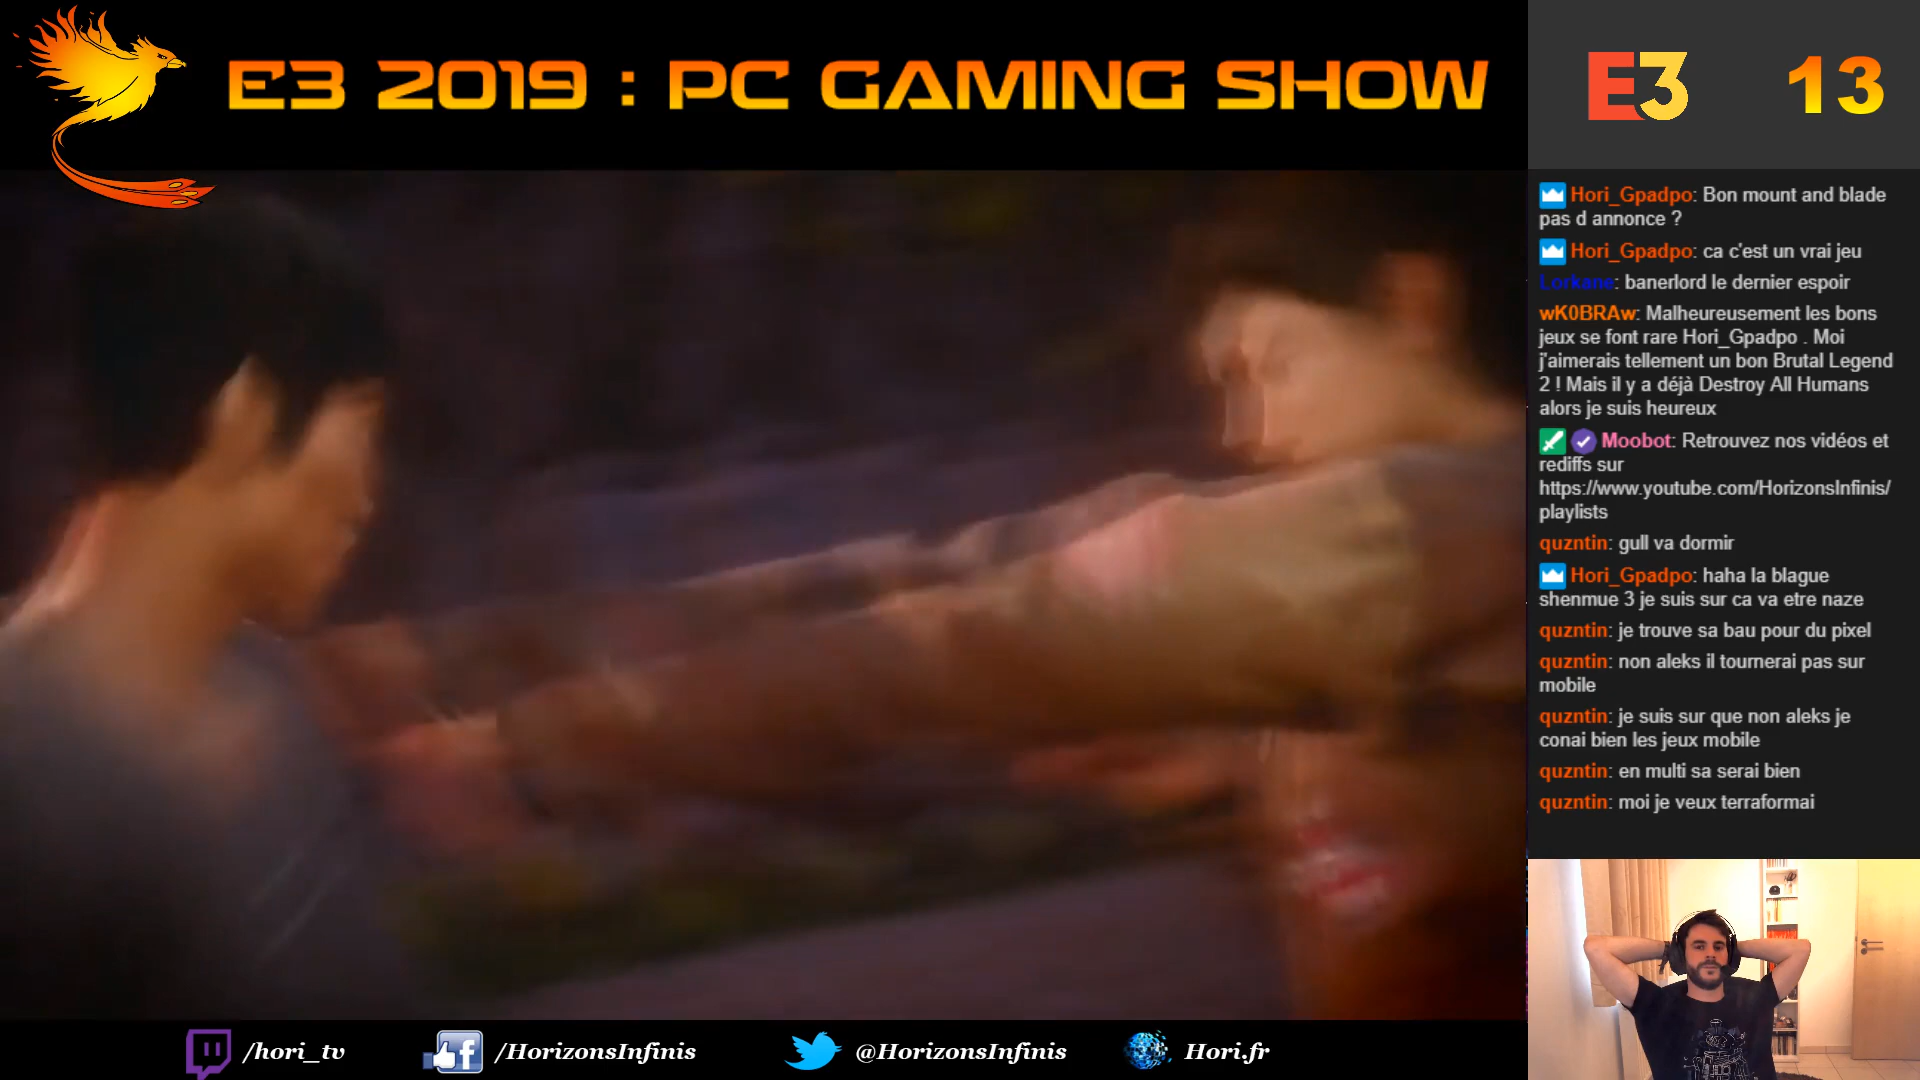 E3 2019 : PC GAMING SHOW
E3
13
Hori_Gpadpo: Bon mount and blade
pas d annonce ?
Hori_Gpadpo: ca c'est un vrai jeu
Lorkane: banerlord le dernier espoir
wK0BRAw: Malheureusement les bons
jeux se font rare Hori_Gpadpo . Moi
j'aimerais tellement un bon Brutal Legend
2 ! Mais il y a déjà Destroy All Humans
alors je suis heureux
Moobot: Retrouvez nos vidéos et
rediffs sur
https://www.youtube.com/HorizonsInfinis/
playlists
quzntin: gull va dormir
Hori_Gpadpo: haha la blague
shenmue 3 je suis sur ca va etre naze
quzntin: je trouve sa bau pour du pixel
quzntin: non aleks il tournerai pas sur
mobile
quzntin: je suis sur que non aleks je
conai bien les jeux mobile
quzntin: en multi sa serai bien
quzntin: moi je veux terraformai
/hori_tv
/HorizonsInfinis
@HorizonsInfinis
Hori.fr